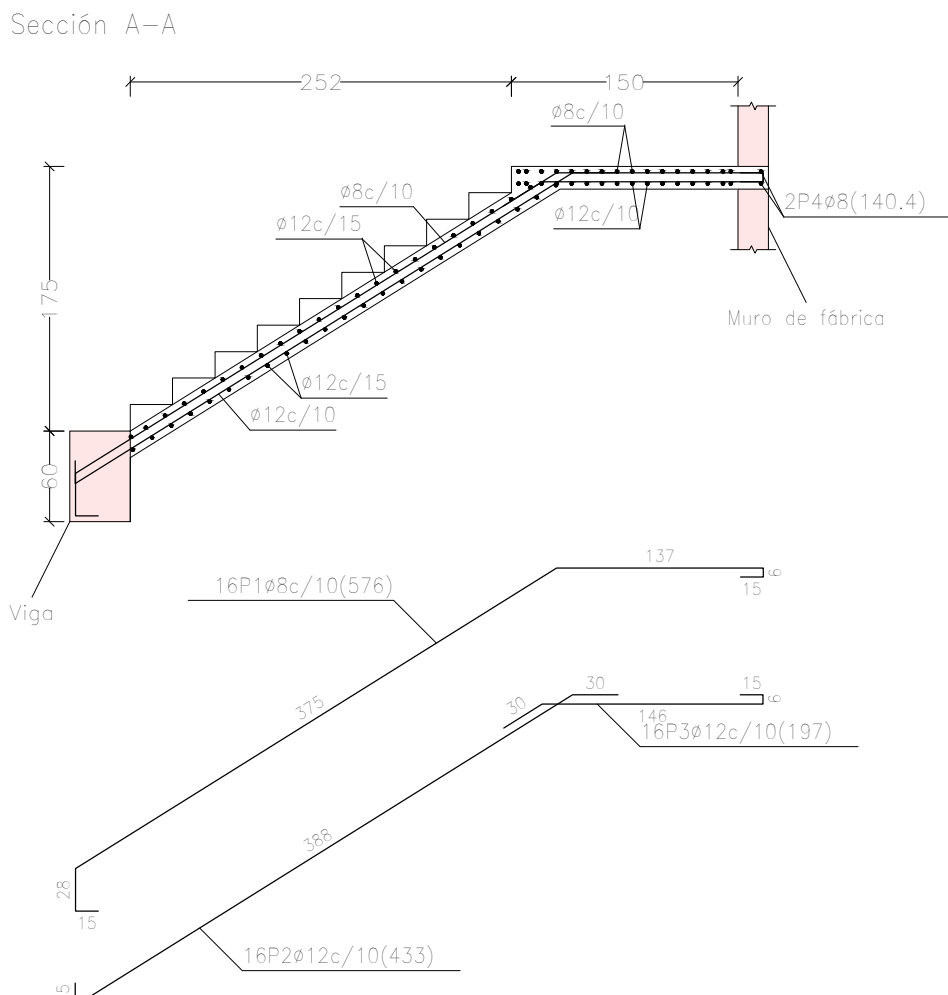 Sección A-A
252
150
ø8c/10
ø8c/10
2P4ø8(140.4)
ø12c/10
ø12c/15
175
Muro de fábrica
ø12c/15
ø12c/10
60
Viga
137
6
15
16P1ø8c/10(576)
375
28
15
30
15
6
30
146
16P3ø12c/10(197)
388
16P2ø12c/10(433)